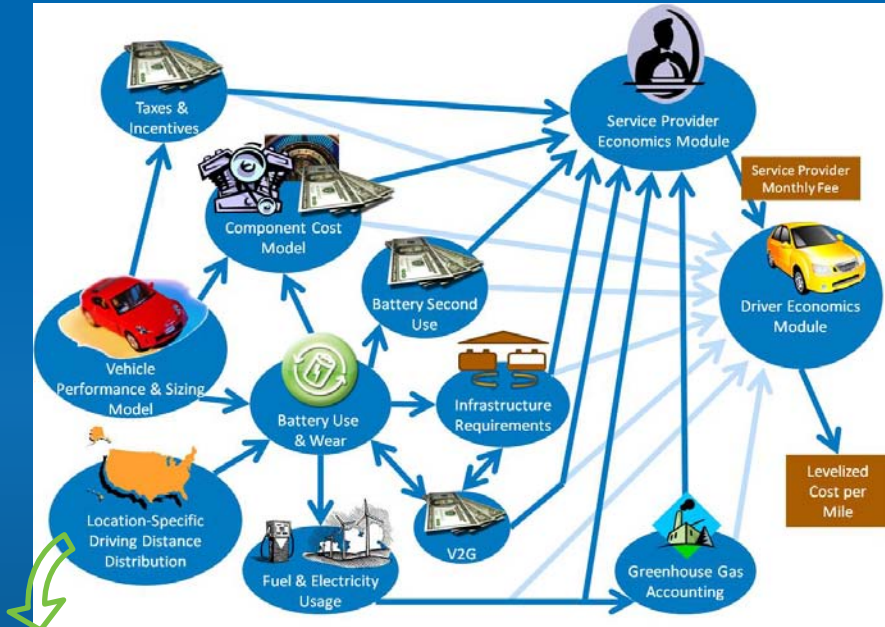 Taxes &
Incentives
Service Provider
Economics Module
Service Provider
Monthly Fee
Component Cost
Model
Battery Second
Use
Driver Economics
Module
Vehicle
Performance & Sizing
Model
Battery Use
& Wear
Infrastructure
Requirements
Location-Specific
Driving Distance
Distribution
V2G
Fuel & Electricity
Usage
Greenhouse Gas
Accounting
Levelized
Cost per
Mile